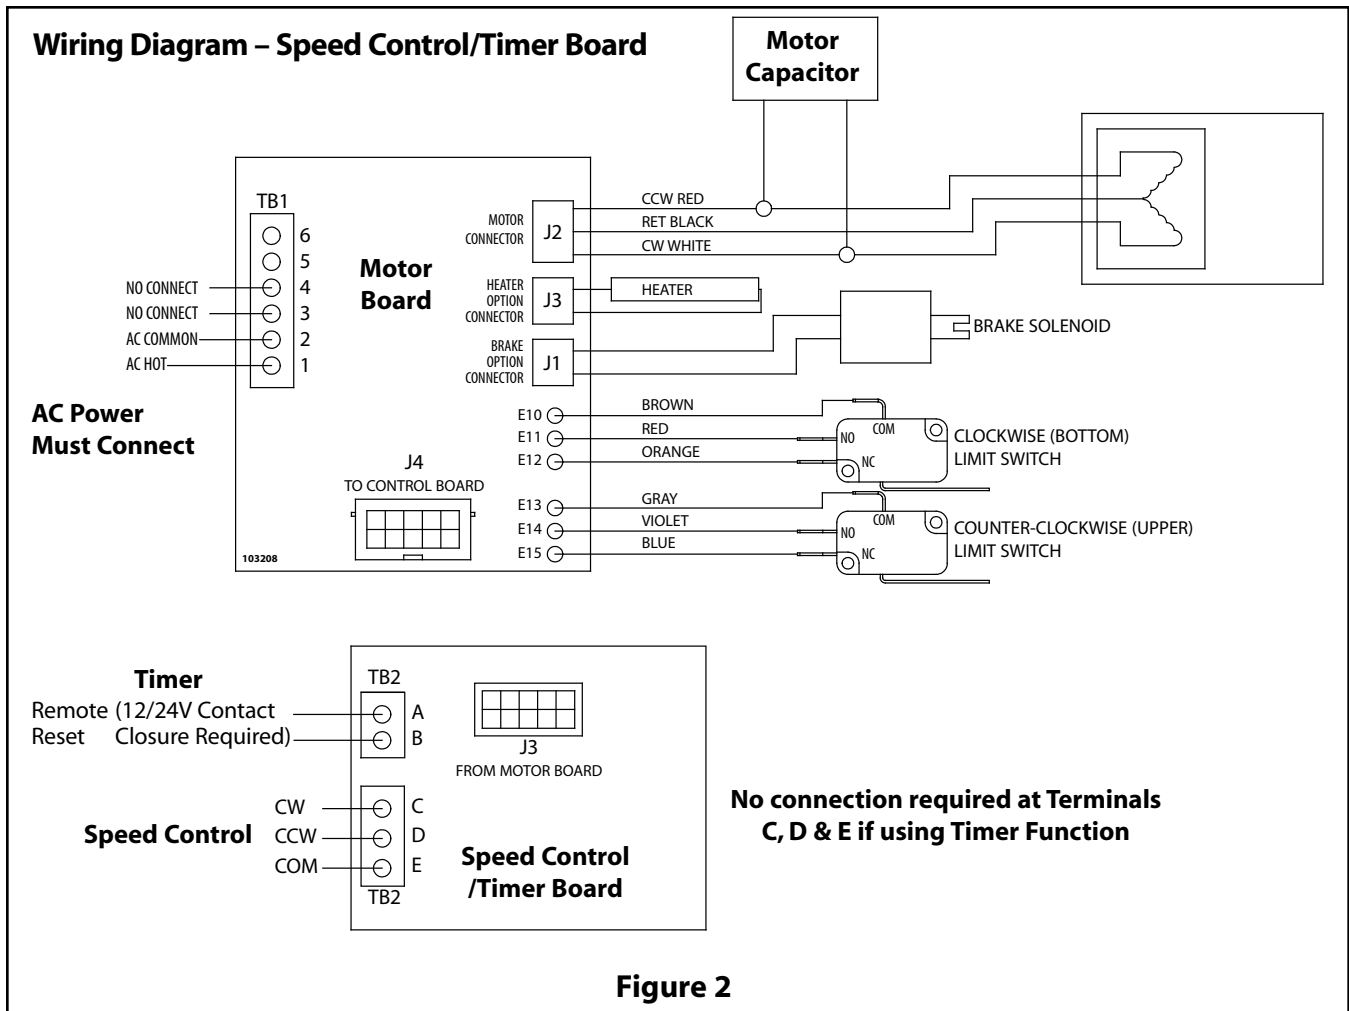 Wiring Diagram – Speed Control/Timer Board
Motor
Capacitor
TB1
6
5
4
3
2
1
NO CONNECT
NO CONNECT
AC COMMON
AC HOT
AC Power
Must Connect
Motor
Board
MOTOR
CONNECTOR
J2
HEATER
OPTION
CONNECTOR
J3
BRAKE
OPTION
CONNECTOR
J1
CCW RED
RET BLACK
CW WHITE
HEATER
BRAKE SOLENOID
E10
E11
E12
BROWN
RED
ORANGE
COM
NO
NC
CLOCKWISE (BOTTOM)
LIMIT SWITCH
E13
E14
E15
GRAY
VIOLET
BLUE
COM
NO
NC
COUNTER-CLOCKWISE (UPPER)
LIMIT SWITCH
J4
TO CONTROL BOARD
103208
Timer
Remote (12/24V Contact
Reset Closure Required)
TB2
A
B
J3
FROM MOTOR BOARD
Speed Control
CW
CCW
COM
C
D
E
TB2
Speed Control
/Timer Board
No connection required at Terminals
C, D & E if using Timer Function
Figure 2